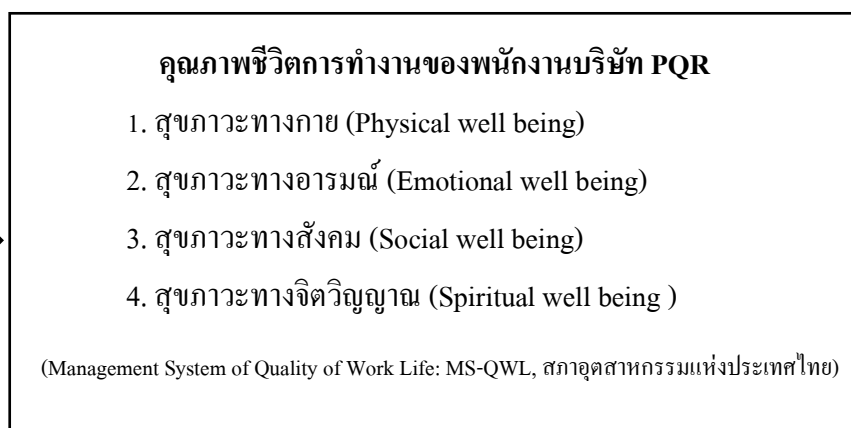 คุณภาพชีวิตการทำงานของพนักงานบริษัท PQR
1. สุขภาวะทางกาย (Physical well being)
2. สุขภาวะทางอารมณ์ (Emotional well being)
3. สุขภาวะทางสังคม (Social well being)
4. สุขภาวะทางจิตวิญญาณ (Spiritual well being )
(Management System of Quality of Work Life: MS-QWL, สภาอุตสาหกรรมแห่งประเทศไทย)